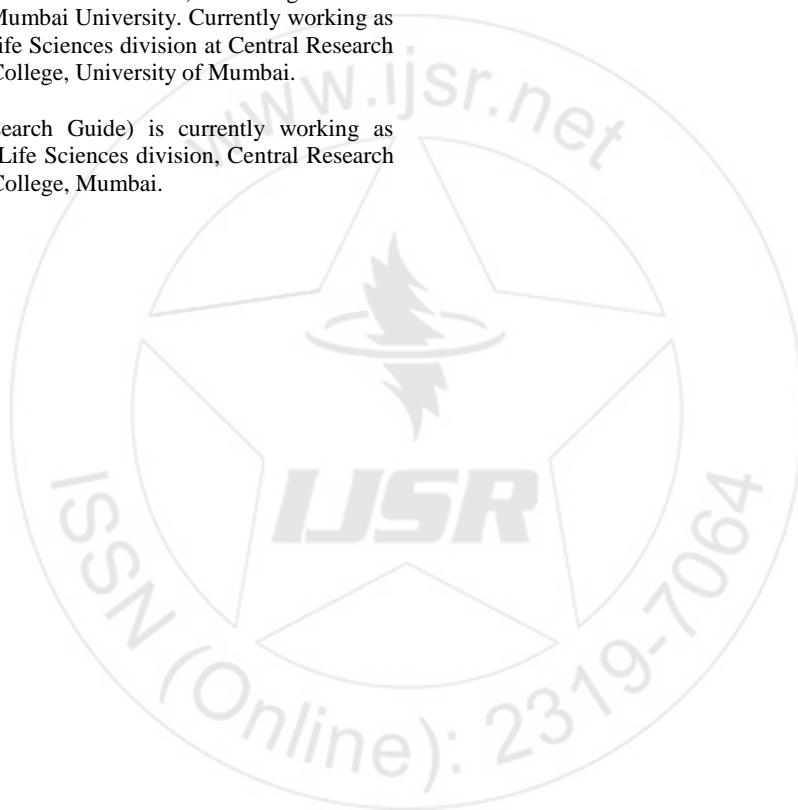 Mumbai University. Currently working as
ife Sciences division at Central Research
College, University of Mumbai.
earch Guide) is currently working as
Life Sciences division, Central Research
College, Mumbai.
www.ijsr.net
IJSR
ISSN (Online): 2319-7064